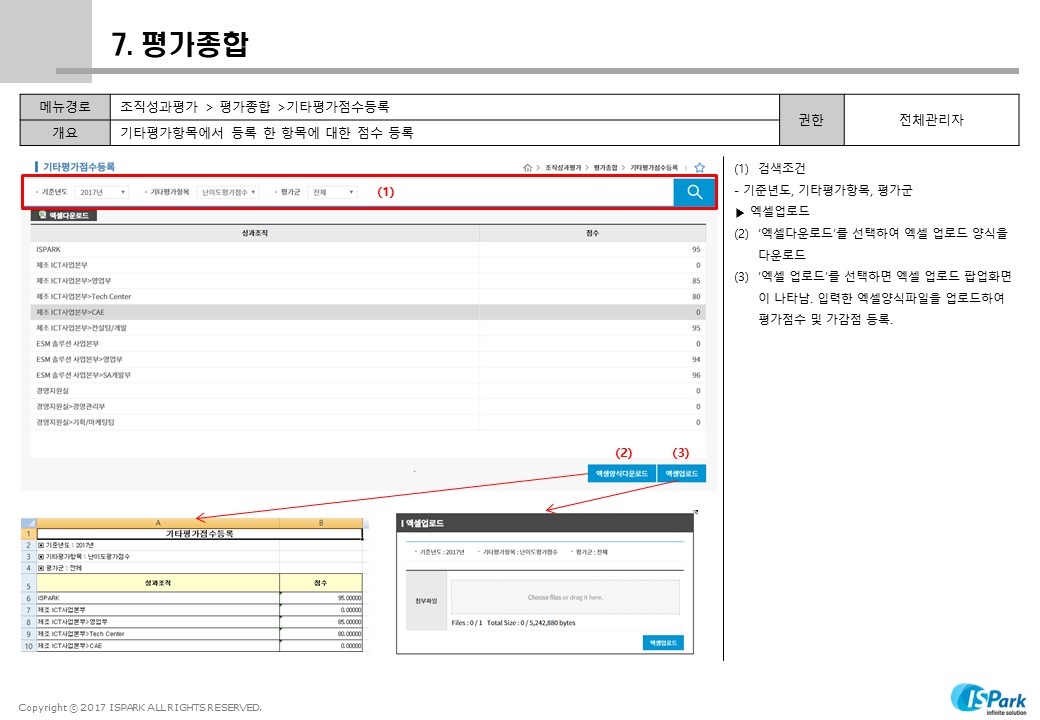 7. 평가종합
메뉴경로 조직성과평가 > 평가종합 >기타평가점수등록
개요 기타평가항목에서 등록 한 항목에 대한 점수 등록
권한 전체관리자
기타평가점수등록
조직성과평가 > 평가종합 > 기타평가점수등록
기준년도 2017년 기타평가항목 난이도평가점수 평가군 전체 (1)
엑셀다운로드
성과조직 점수
ISPARK 95
제조 ICT사업본부 0
제조 ICT사업본부>영업부 85
제조 ICT사업본부>Tech Center 80
제조 ICT사업본부>CAE 0
제조 ICT사업본부>컨설팅/개발 95
ESM 솔루션 사업본부 0
ESM 솔루션 사업본부>영업부 94
ESM 솔루션 사업본부>SA개발부 96
경영지원실 0
경영지원실>경영관리부 0
경영지원실>기획/마케팅팀 0
(2) (3)
엑셀양식다운로드 엑셀업로드
(1) 검색조건
- 기준년도, 기타평가항목, 평가군
▶ 엑셀업로드
(2) ‘엑셀다운로드’를 선택하여 엑셀 업로드 양식을
다운로드
(3) ‘엑셀 업로드’를 선택하면 엑셀 업로드 팝업화면
이 나타남. 입력한 엑셀양식파일을 업로드하여
평가점수 및 가감점 등록.
A B
1 기타평가점수등록
2 ▣ 기준년도 : 2017년
3 ▣ 기타평가항목 : 난이도평가점수
4 ▣ 평가군 : 전체
5 성과조직 점수
6 ISPARK 95.00000
7 제조 ICT사업본부 0.00000
8 제조 ICT사업본부>영업부 85.00000
9 제조 ICT사업본부>Tech Center 80.00000
10 제조 ICT사업본부>CAE 0.00000
엑셀업로드
기준년도 : 2017년 기타평가항목 : 난이도평가점수 평가군 : 전체
첨부파일
Choose files or drag it here.
Files : 0 / 1 Total Size : 0 / 5,242,880 bytes
엑셀업로드
Copyright ⓒ 2017 ISPARK ALL RIGHTS RESERVED.
ISPark
infinite solution